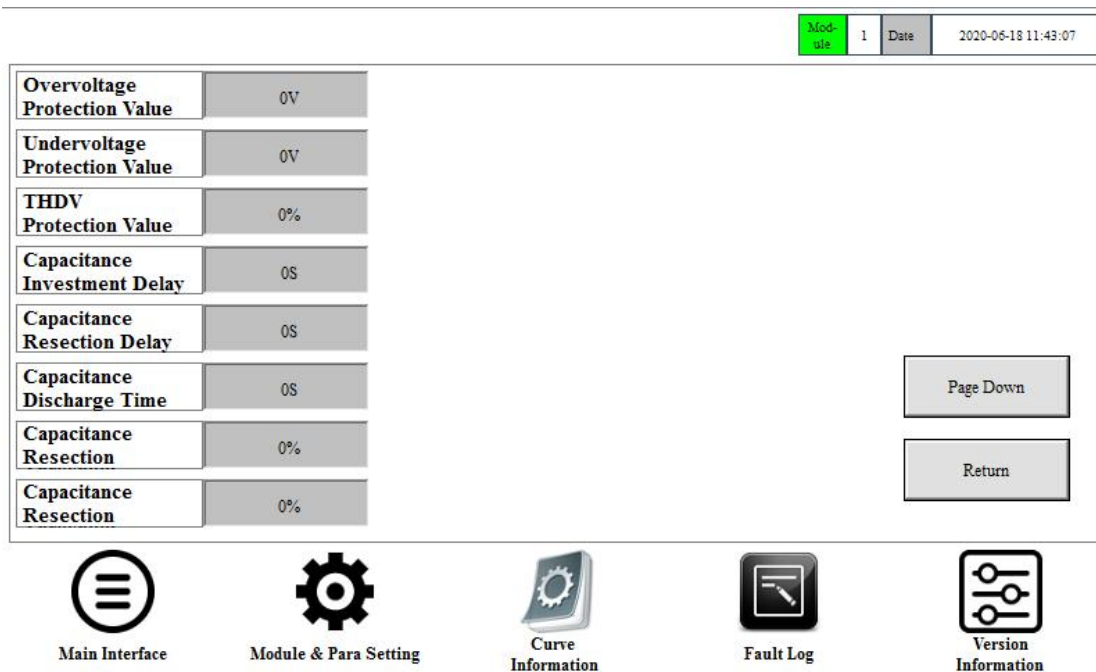 Mod-
ule
1
Date
2020-06-18 11:43:07
Overvoltage
Protection Value
0V
Undervoltage
Protection Value
0V
THDV
Protection Value
0%
Capacitance
Investment Delay
0S
Capacitance
Resection Delay
0S
Capacitance
Discharge Time
0S
Capacitance
Resection
0%
Capacitance
Resection
0%
Page Down
Return
Main Interface
Module & Para Setting
Curve
Information
Fault Log
Version
Information